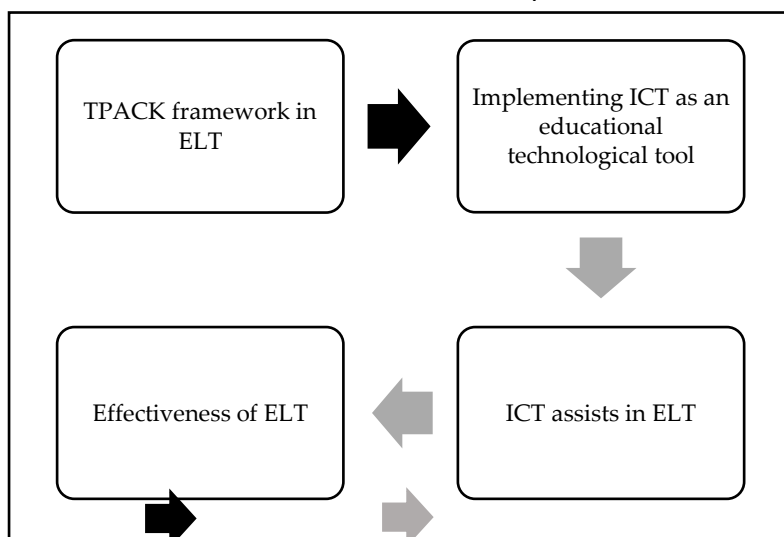 TPACK framework in
ELT
Implementing ICT as an
educational
technological tool
Effectiveness of ELT
ICT assists in ELT